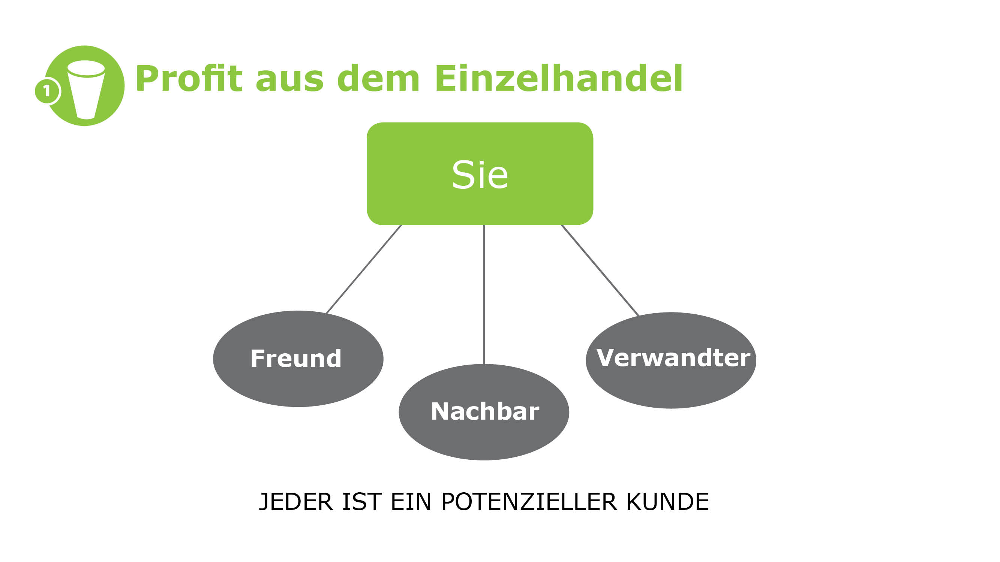 1
Profit aus dem Einzelhandel
Sie
Freund
Nachbar
Verwandter
JEDER IST EIN POTENZIELLER KUNDE